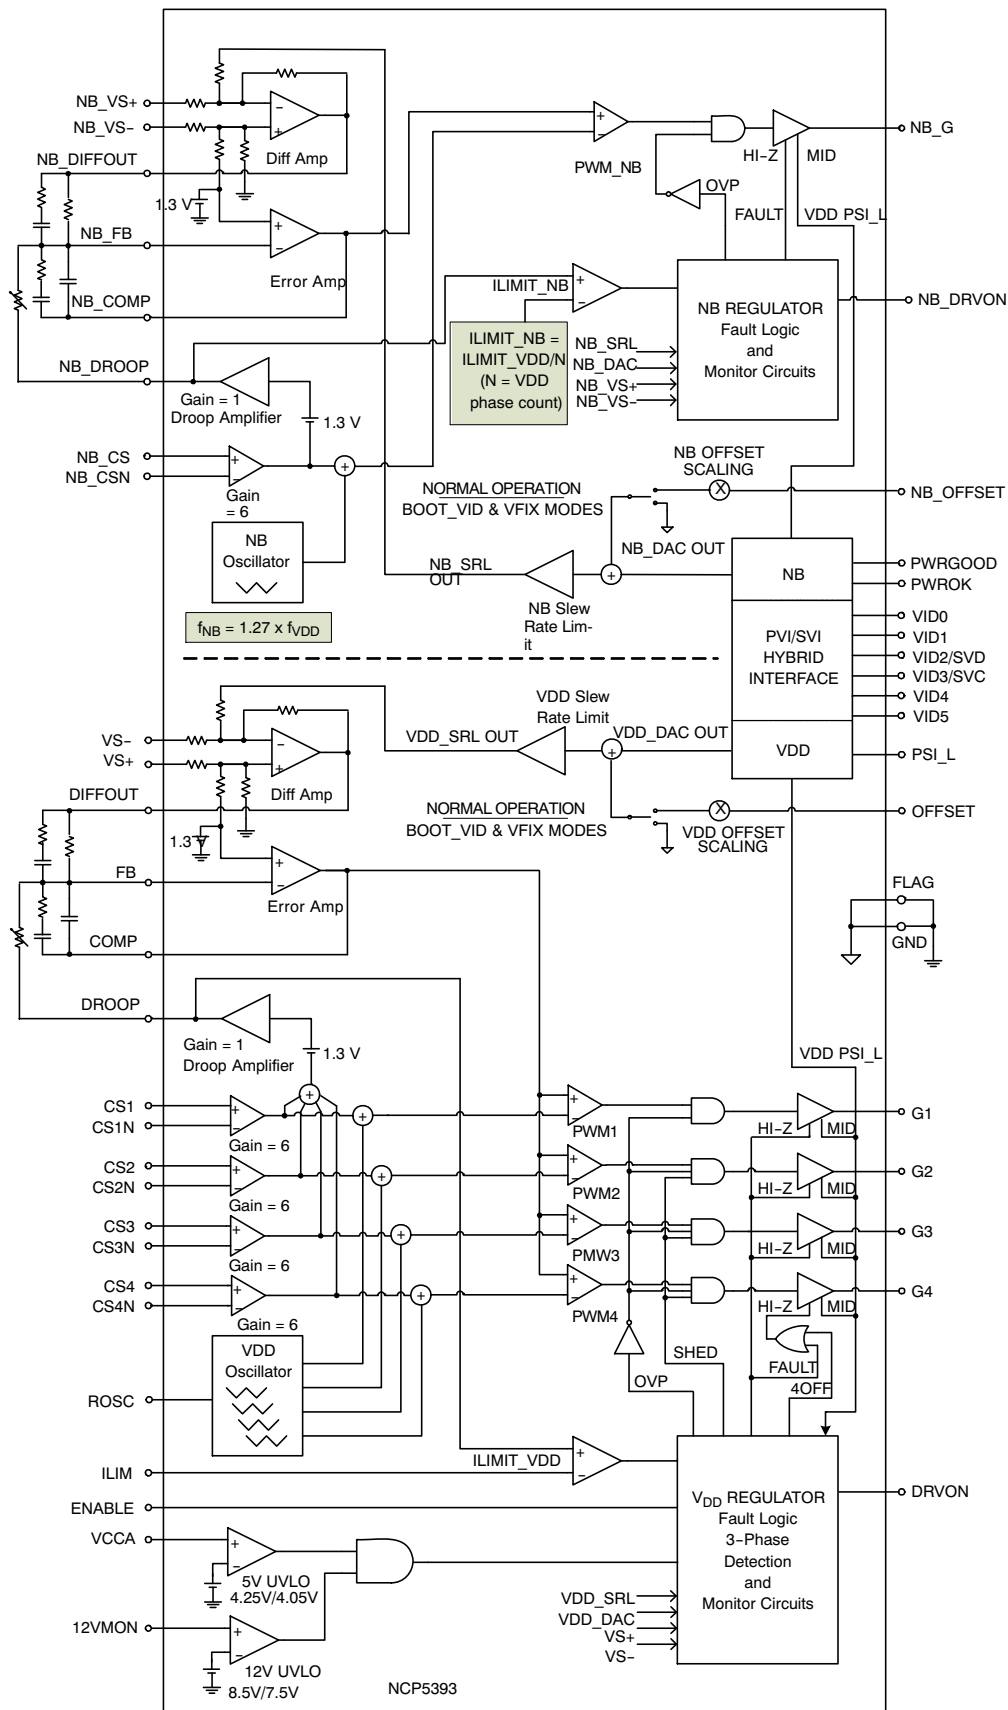 NB_VS+
NB_VS-
Diff Amp
NB_DIFFOUT
1.3 V
NB_FB
Error Amp
NB_COMP
NB_DROOP
Gain = 1
Droop Amplifier
1.3 V
NB_CS
NB_CSN
Gain
= 6
NB
Oscillator
fNB = 1.27 x fVDD
PWM_NB
OVP
HI-Z
MID
NB_G
FAULT
VDD PSI_L
ILIMIT_NB
ILIMIT_NB =
ILIMIT_VDD/N
(N = VDD
phase count)
NB_SRL
NB_DAC
NB_VS+
NB_VS-
NB REGULATOR
Fault Logic
and
Monitor Circuits
NB_DRVON
NB OFFSET
SCALING
X
NB_OFFSET
NORMAL OPERATION
BOOT_VID & VFIX MODES
NB_DAC OUT
NB_SRL
OUT
NB Slew
Rate Lim-
it
NB
PVI/SVI
HYBRID
INTERFACE
VDD
PWRGOOD
PWROK
VID0
VID1
VID2/SVD
VID3/SVC
VID4
VID5
PSI_L
VDD Slew
Rate Limit
VDD_SRL OUT
VDD_DAC OUT
VS-
VS+
Diff Amp
DIFFOUT
NORMAL OPERATION
BOOT_VID & VFIX MODES
X
VDD OFFSET
SCALING
OFFSET
1.3 V
FB
Error Amp
COMP
FLAG
GND
DROOP
Gain = 1
Droop Amplifier
1.3 V
VDD PSI_L
CS1
CS1N
Gain = 6
PWM1
HI-Z
MID
G1
CS2
CS2N
Gain = 6
PWM2
HI-Z
MID
G2
CS3
CS3N
Gain = 6
PMW3
HI-Z
MID
G3
CS4
CS4N
Gain = 6
PWM4
HI-Z
MID
G4
VDD
Oscillator
ROSC
OVP
SHED
FAULT
4OFF
ILIMIT_VDD
ILIM
ENABLE
VCCA
5V UVLO
4.25V/4.05V
12VMON
12V UVLO
8.5V/7.5V
VDD REGULATOR
Fault Logic
3-Phase
Detection
and
Monitor Circuits
DRVON
VDD_SRL
VDD_DAC
VS+
VS-
NCP5393